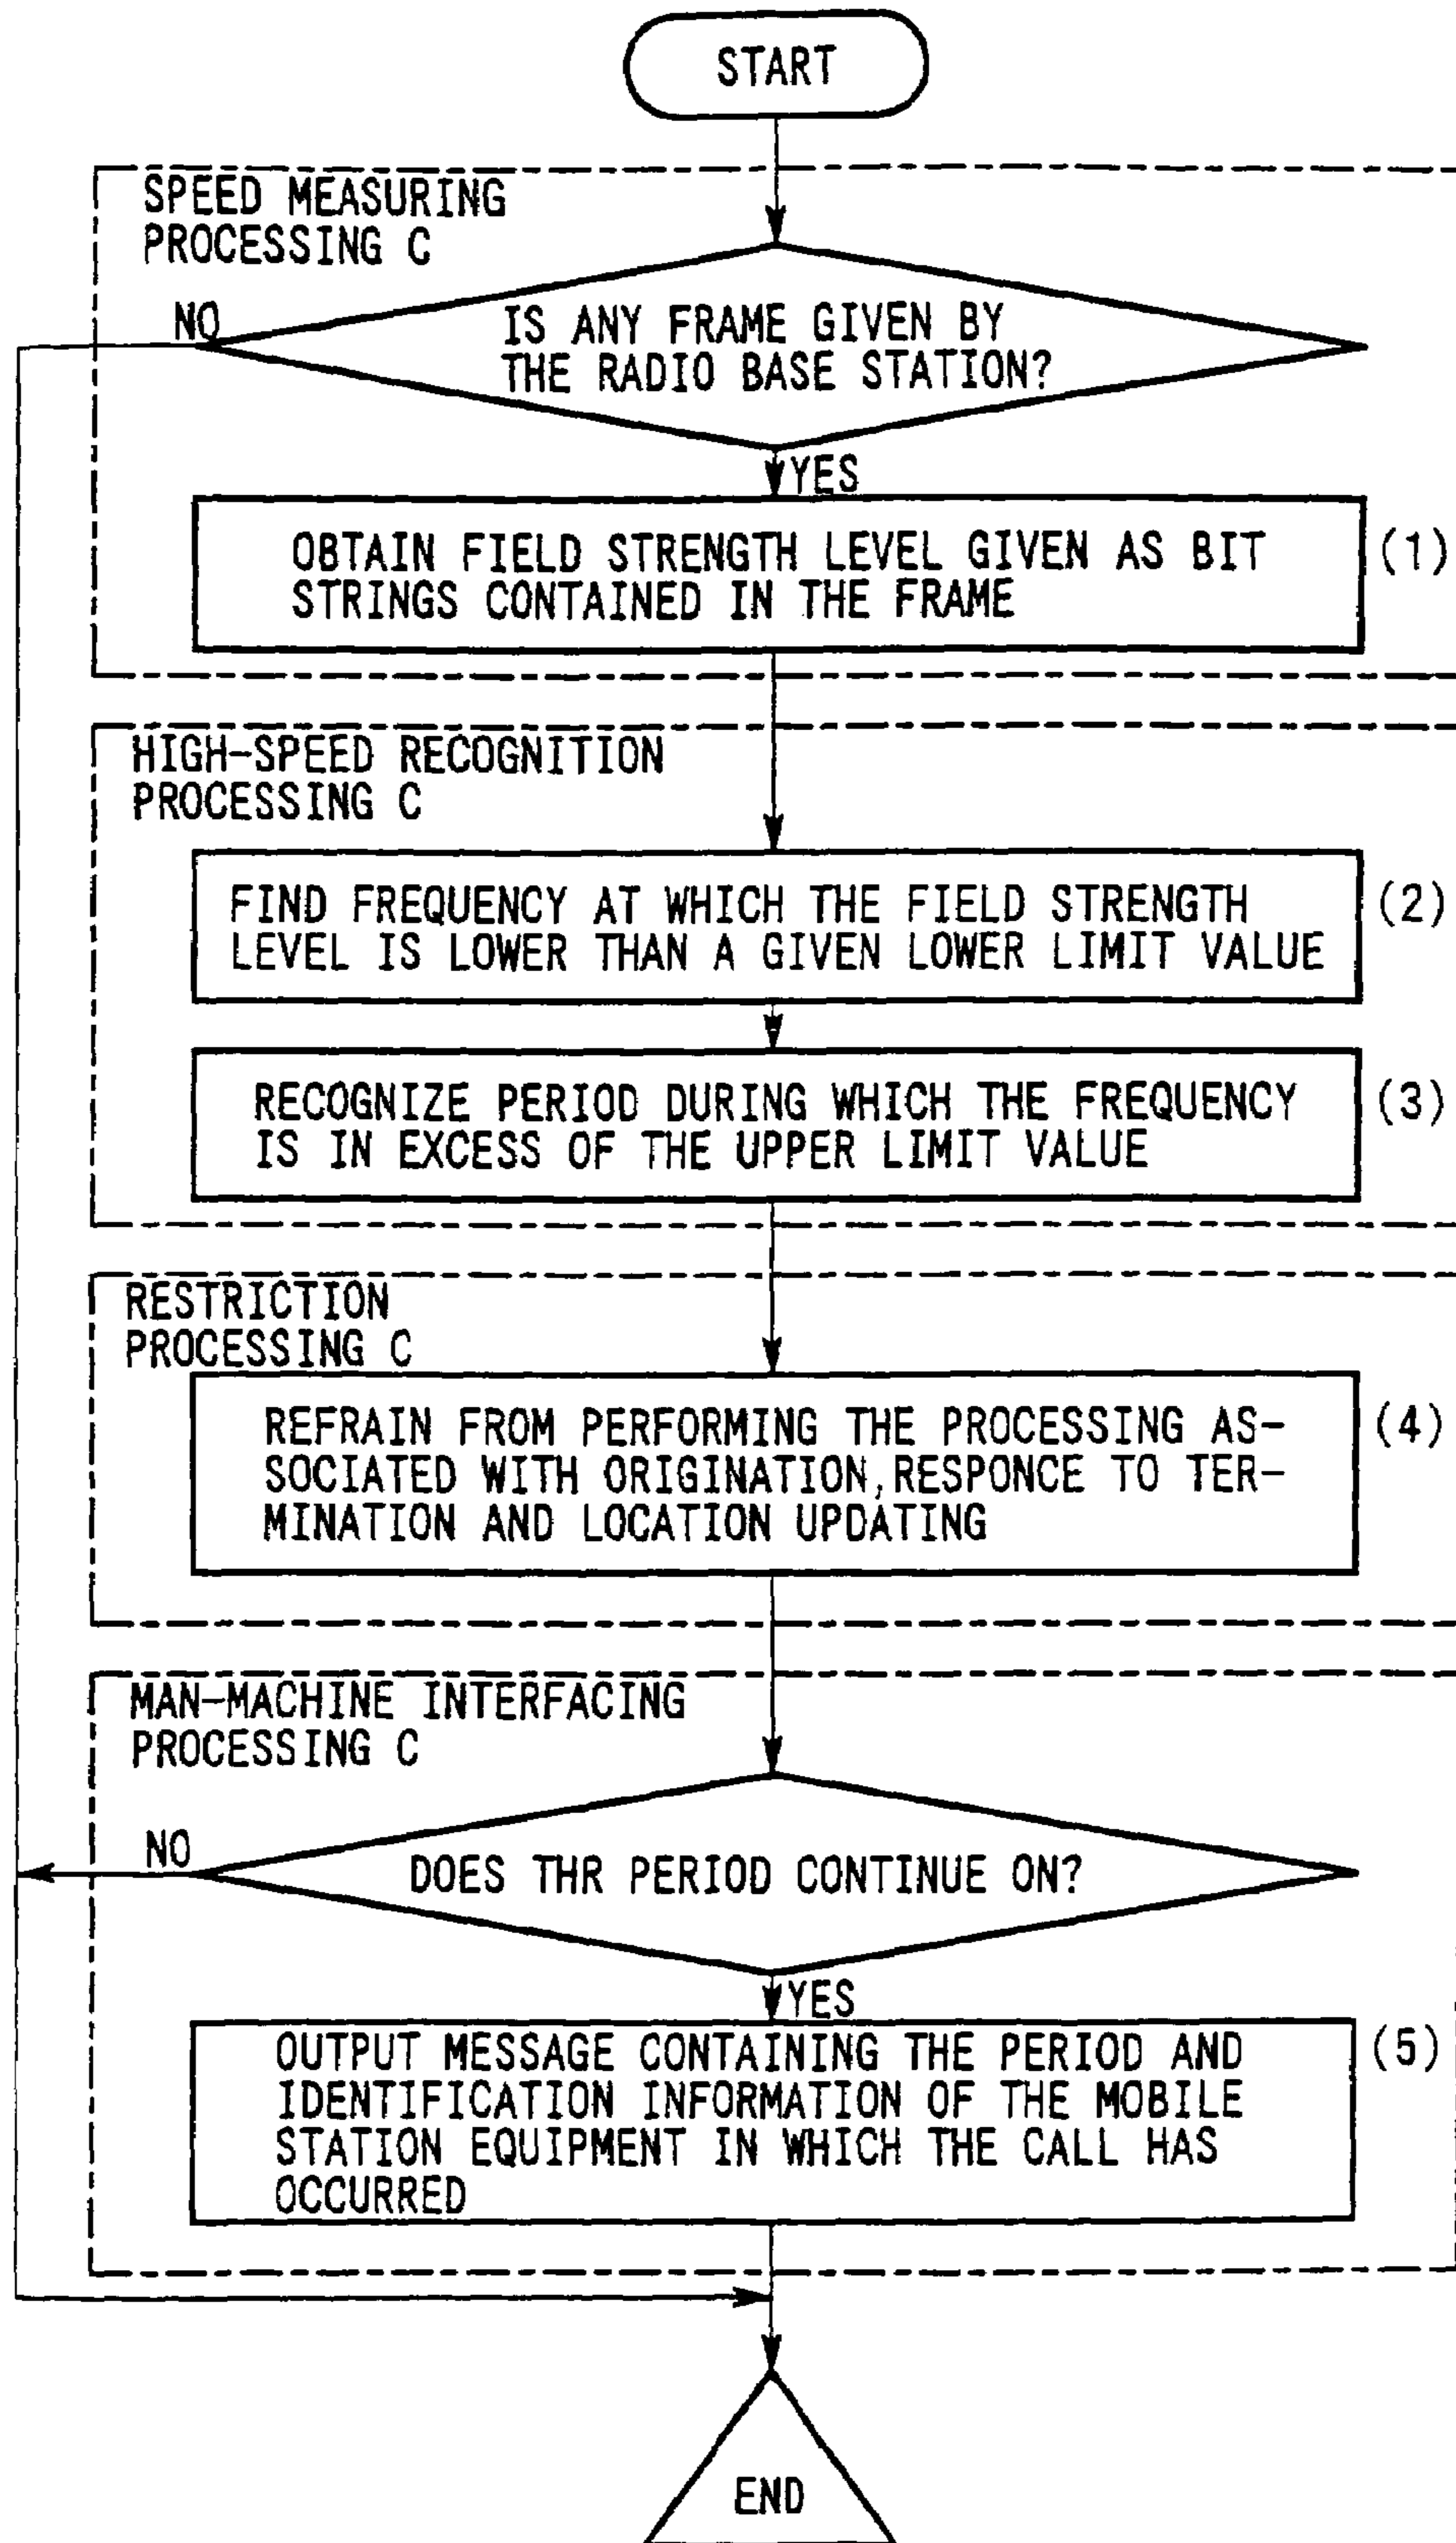 START
SPEED MEASURING
PROCESSING C
NO
IS ANY FRAME GIVEN BY
THE RADIO BASE STATION?
YES
OBTAIN FIELD STRENGTH LEVEL GIVEN AS BIT
STRINGS CONTAINED IN THE FRAME
(1)
HIGH-SPEED RECOGNITION
PROCESSING C
FIND FREQUENCY AT WHICH THE FIELD STRENGTH
LEVEL IS LOWER THAN A GIVEN LOWER LIMIT VALUE
(2)
RECOGNIZE PERIOD DURING WHICH THE FREQUENCY
IS IN EXCESS OF THE UPPER LIMIT VALUE
(3)
RESTRICTION
PROCESSING C
REFRAIN FROM PERFORMING THE PROCESSING AS-
SOCIATED WITH ORIGINATION, RESPONCE TO TER-
MINATION AND LOCATION UPDATING
(4)
MAN-MACHINE INTERFACING
PROCESSING C
NO
DOES THR PERIOD CONTINUE ON?
YES
OUTPUT MESSAGE CONTAINING THE PERIOD AND
IDENTIFICATION INFORMATION OF THE MOBILE
STATION EQUIPMENT IN WHICH THE CALL HAS
OCCURRED
(5)
END